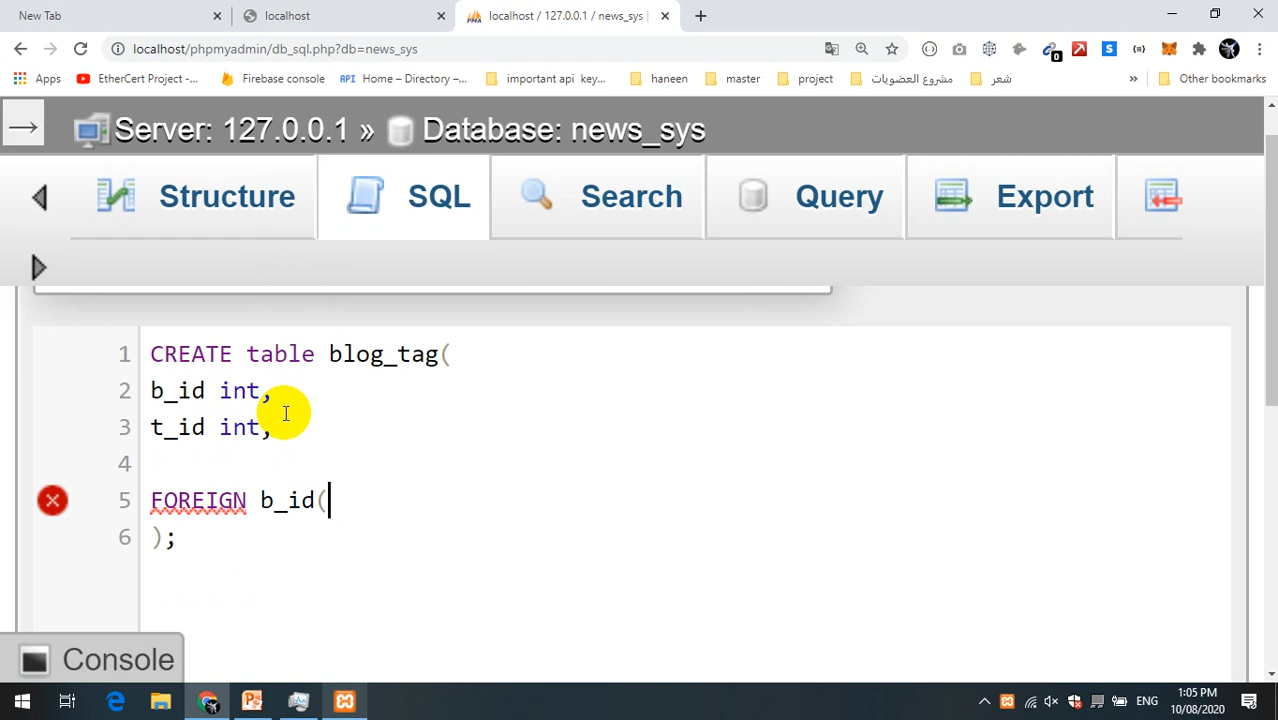 New Tab
localhost
localhost / 127.0.0.1 / news_sys |
localhost/phpmyadmin/db_sql.php?db=news_sys
Apps
EtherCert Project -...
Firebase console
API Home – Directory –...
important api key...
haneen
master
project
مشروع العضويات
شعر
»
Other bookmarks
Server: 127.0.0.1 » Database: news_sys
Structure
SQL
Search
Query
Export
1 CREATE table blog_tag(
2 b_id int,
3 t_id int,
4
5 FOREIGN b_id(
6 );
Console
ENG
1:05 PM
10/08/2020